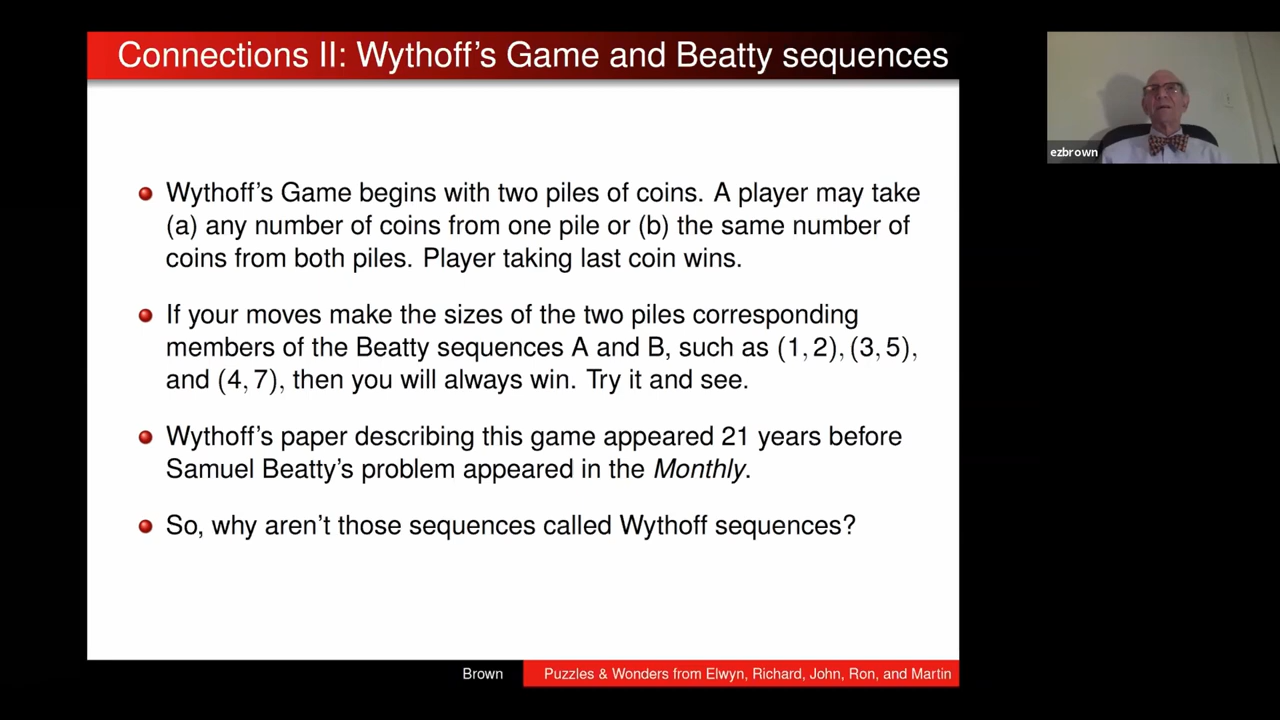 Connections II: Wythoff's Game and Beatty sequences
ezbrown
Wythoff's Game begins with two piles of coins. A player may take
(a) any number of coins from one pile or (b) the same number of
coins from both piles. Player taking last coin wins.
If your moves make the sizes of the two piles corresponding
members of the Beatty sequences A and B, such as (1, 2), (3, 5),
and (4, 7), then you will always win. Try it and see.
Wythoff's paper describing this game appeared 21 years before
Samuel Beatty's problem appeared in the Monthly.
So, why aren't those sequences called Wythoff sequences?
Brown
Puzzles & Wonders from Elwyn, Richard, John, Ron, and Martin